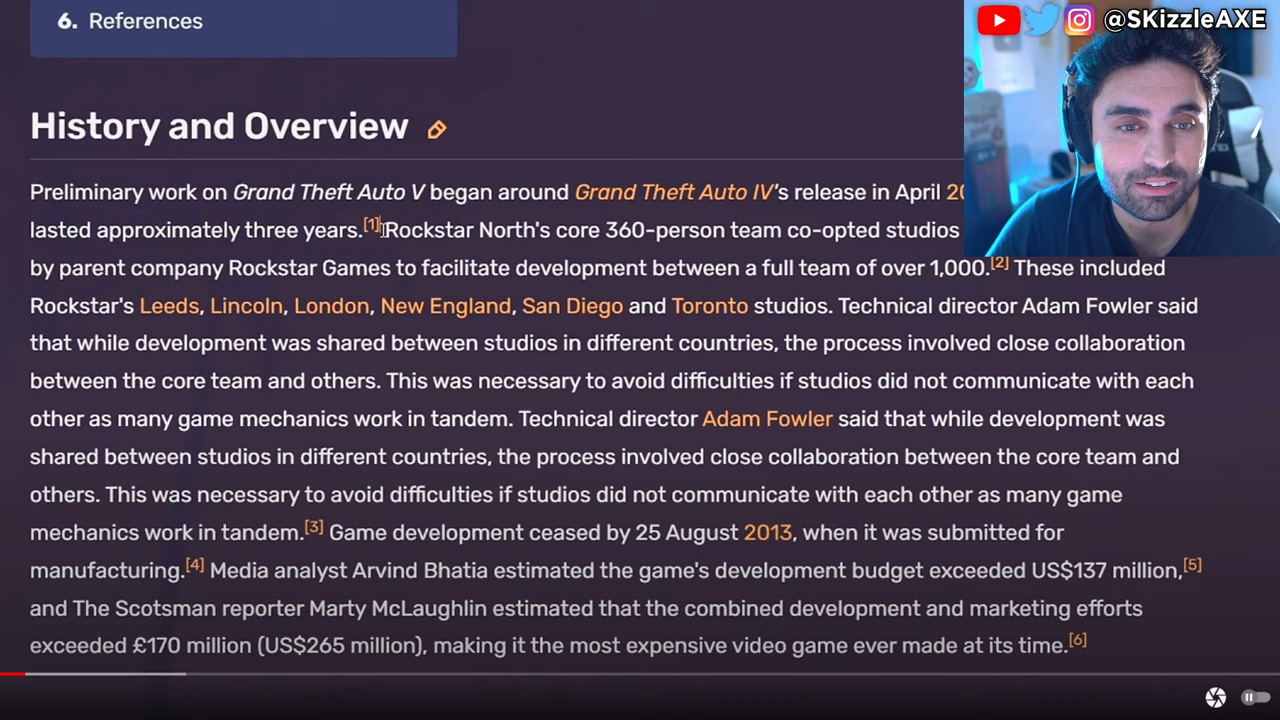 6. References
@SKizzleAXE
History and Overview
Preliminary work on Grand Theft Auto V began around Grand Theft Auto IV's release in April
lasted approximately three years.[1] Rockstar North's core 360-person team co-opted studios
by parent company Rockstar Games to facilitate development between a full team of over 1,000.[2] These included
Rockstar's Leeds, Lincoln, London, New England, San Diego and Toronto studios. Technical director Adam Fowler said
that while development was shared between studios in different countries, the process involved close collaboration
between the core team and others. This was necessary to avoid difficulties if studios did not communicate with each
other as many game mechanics work in tandem. Technical director Adam Fowler said that while development was
shared between studios in different countries, the process involved close collaboration between the core team and
others. This was necessary to avoid difficulties if studios did not communicate with each other as many game
mechanics work in tandem.[3] Game development ceased by 25 August 2013, when it was submitted for
manufacturing.[4] Media analyst Arvind Bhatia estimated the game's development budget exceeded US$137 million,[5]
and The Scotsman reporter Marty McLaughlin estimated that the combined development and marketing efforts
exceeded £170 million (US$265 million), making it the most expensive video game ever made at its time.[6]